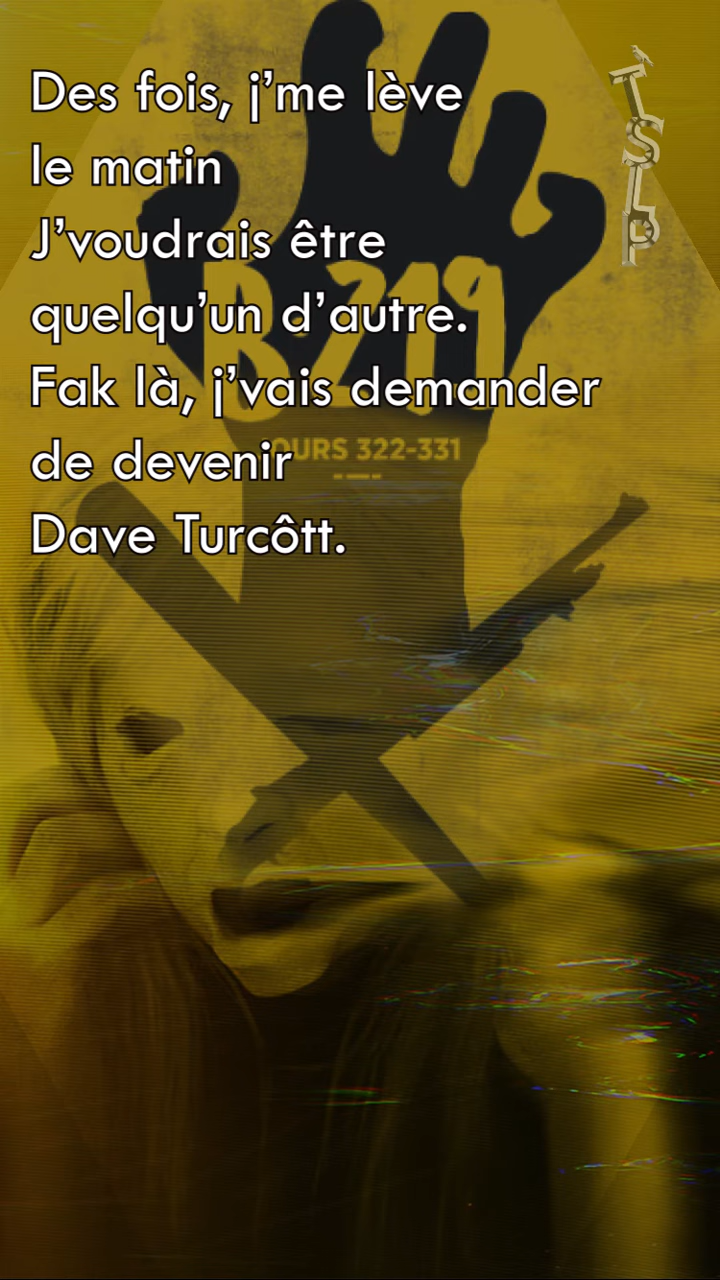 Des fois, j'me lève
le matin
J'voudrais être
quelqu'un d'autre.
Fak là, j'vais demander
de devenir
Dave Turcôtt.
TSLP
B-219
OURS 322-331